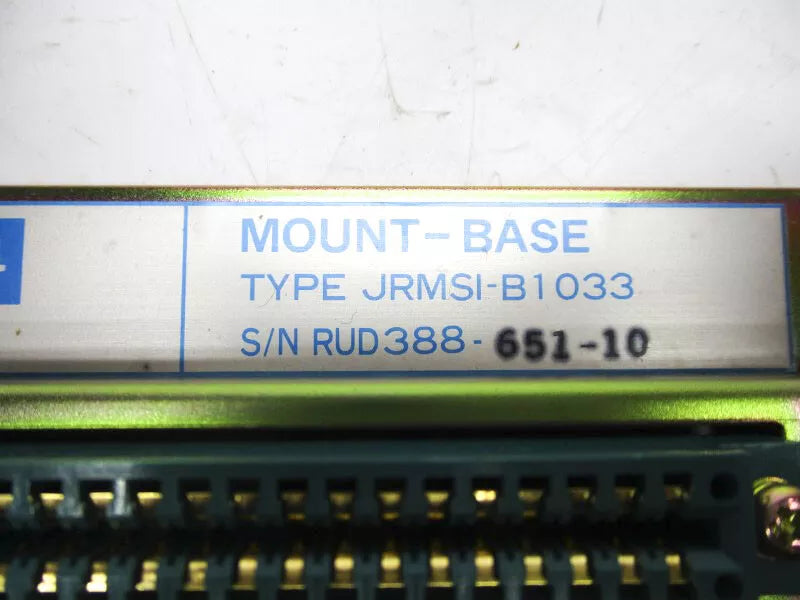 MOUNT-BASE
TYPE JRMSI-B1033
S/N RUD388-651-10